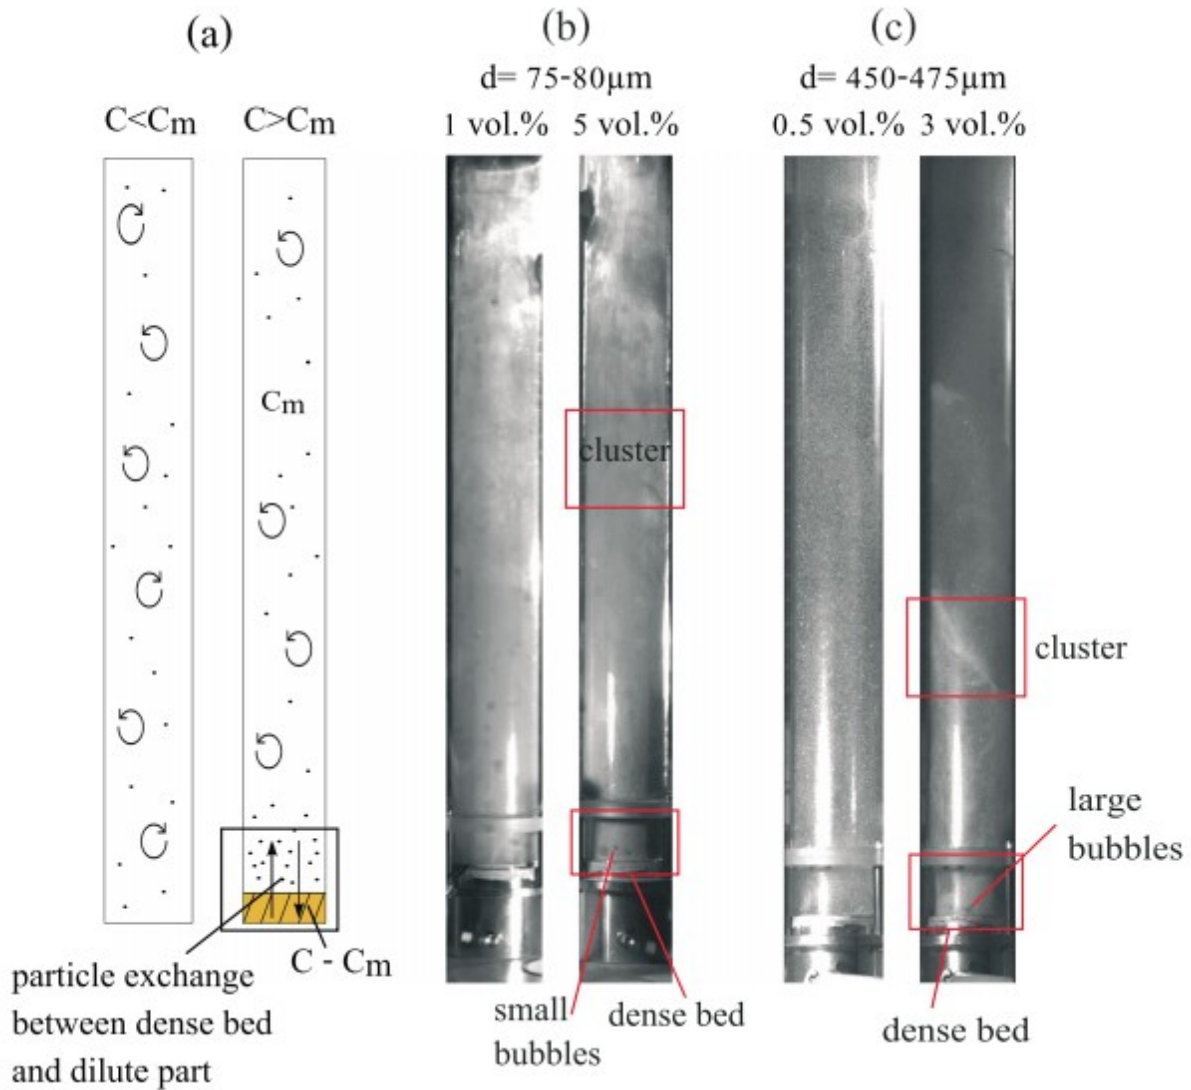 (a)
(b)
(c)
d= 75-80μm
d= 450-475μm
C<Cm
C>Cm
1 vol.%
5 vol.%
0.5 vol.%
3 vol.%
Cm
cluster
cluster
large
bubbles
C - Cm
particle exchange
between dense bed
and dilute part
small
bubbles
dense bed
dense bed